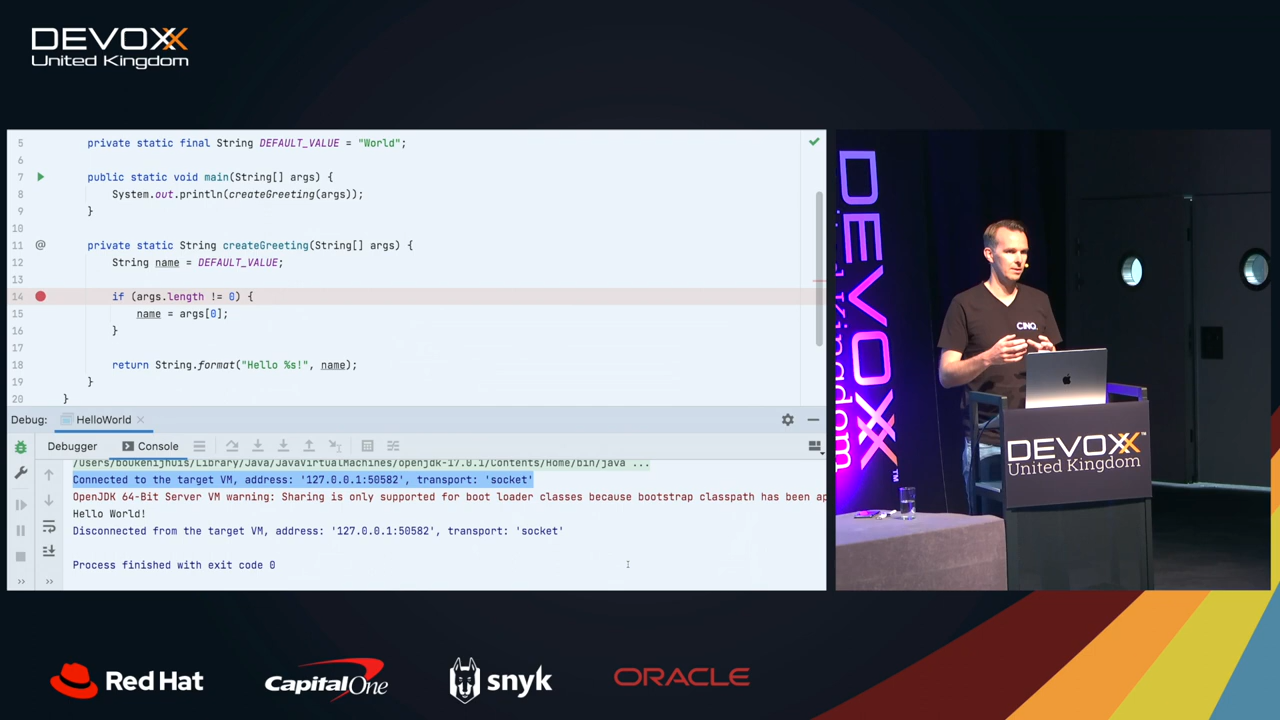 DEVOXX
United Kingdom
5 private static final String DEFAULT_VALUE = "World";
6
7 public static void main(String[] args) {
8 System.out.println(createGreeting(args));
9 }
10
11 @ private static String createGreeting(String[] args) {
12 String name = DEFAULT_VALUE;
13
14 if (args.length != 0) {
15 name = args[0];
16 }
17
18 return String.format("Hello %s!", name);
19 }
20 }
Debug: HelloWorld
Debugger Console
/Users/boukenijhuis/Library/Java/JavaVirtualMachines/openjdk-17.0.1/Contents/Home/bin/java ...
Connected to the target VM, address: '127.0.0.1:50582', transport: 'socket'
OpenJDK 64-Bit Server VM warning: Sharing is only supported for boot loader classes because bootstrap classpath has been ap
Hello World!
Disconnected from the target VM, address: '127.0.0.1:50582', transport: 'socket'
Process finished with exit code 0
DEVOXX™
United Kingdom
CINQ.
DEVOXX™
United Kingdom
Red Hat
Capital One
snyk
ORACLE